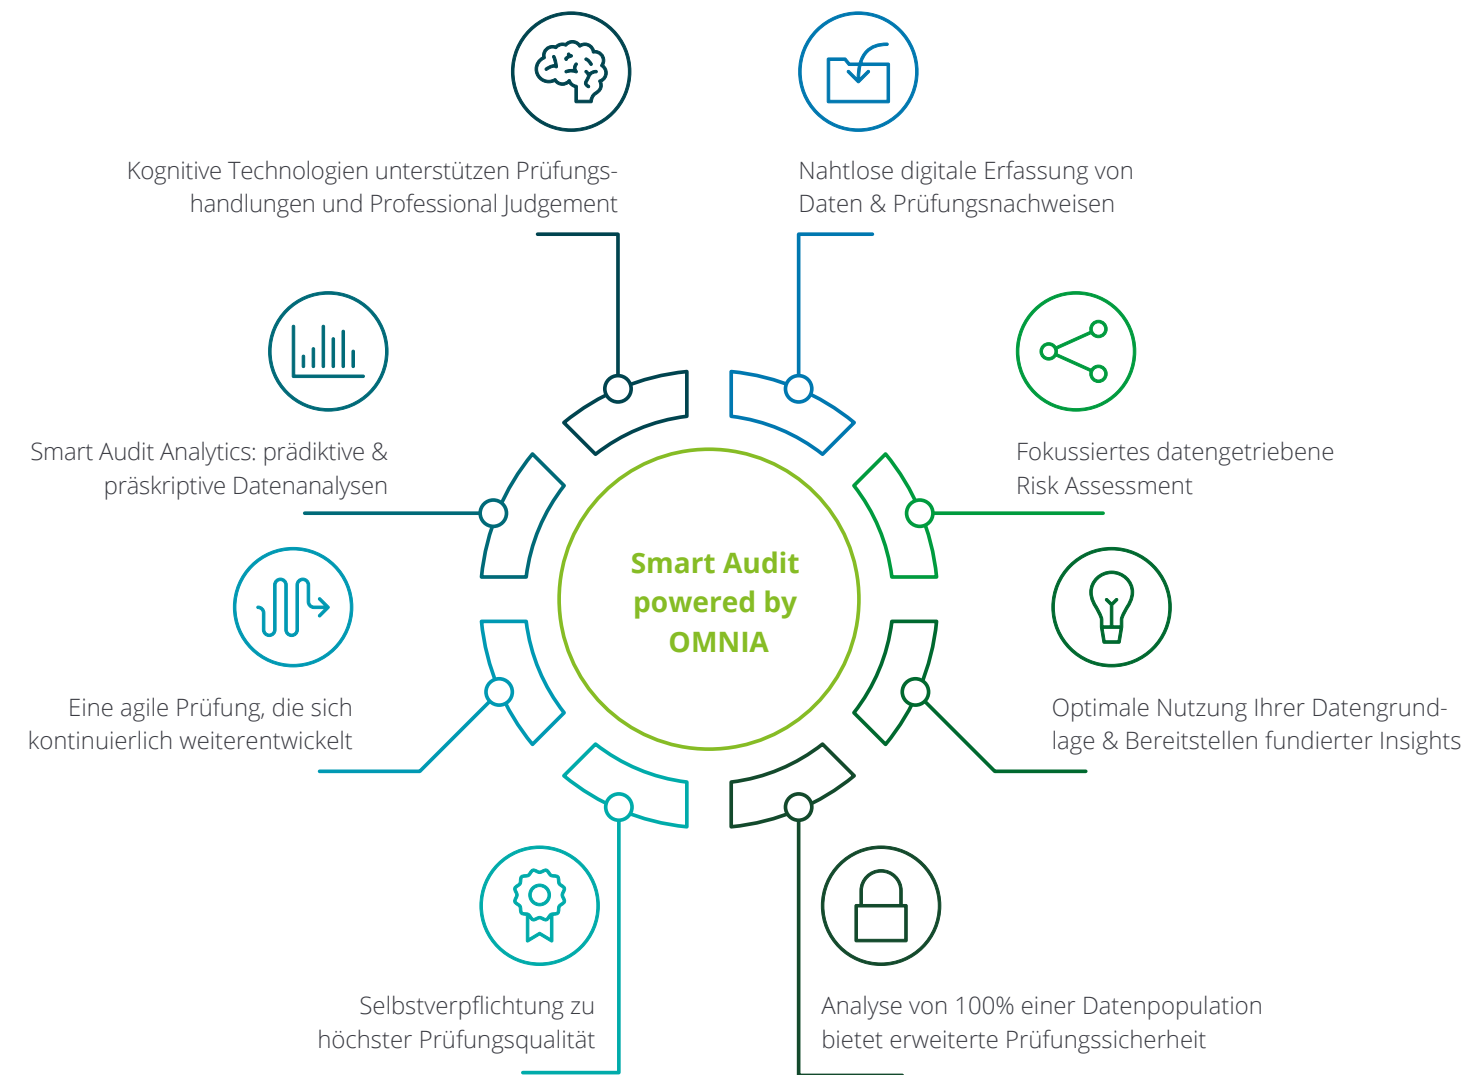 Kognitive Technologien unterstützen Prüfungs-
handlungen und Professional Judgement
Nahtlose digitale Erfassung von
Daten & Prüfungsnachweisen
Smart Audit Analytics: prädiktive &
präskriptive Datenanalysen
Fokussiertes datengetriebene
Risk Assessment
Smart Audit
powered by
OMNIA
Eine agile Prüfung, die sich
kontinuierlich weiterentwickelt
Optimale Nutzung Ihrer Datengrund-
lage & Bereitstellen fundierter Insights
Selbstverpflichtung zu
höchster Prüfungsqualität
Analyse von 100% einer Datenpopulation
bietet erweiterte Prüfungssicherheit